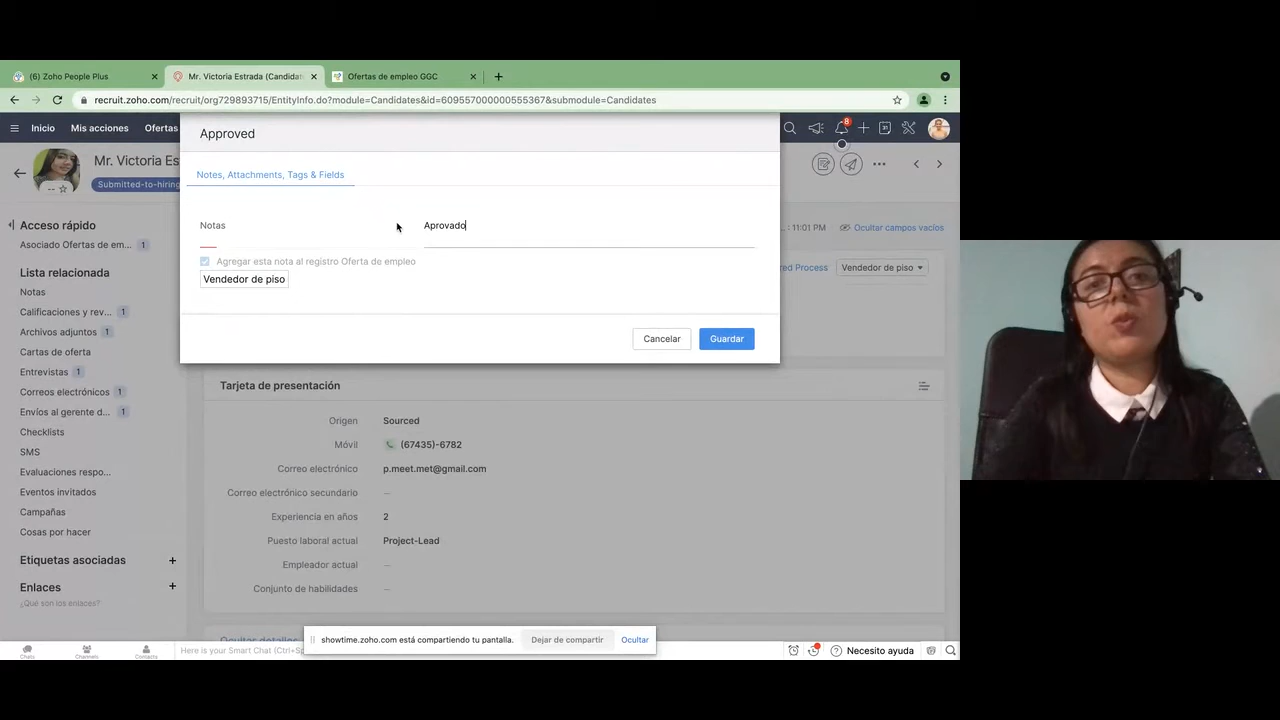 (6) Zoho People Plus
Mr. Victoria Estrada (Candidat
Ofertas de empleo GGC
recruit.zoho.com/recruit/org729893715/EntityInfo.do?module=Candidates&id=609557000000555367&submodule=Candidates
Inicio
Mis acciones
Ofertas
8
Mr. Victoria Es
Submitted-to-hiring
Approved
Notes, Attachments, Tags & Fields
Notas
Aprovado
Agregar esta nota al registro Oferta de empleo
Vendedor de piso
Cancelar
Guardar
: 11:01 PM
Ocultar campos vacíos
red Process
Vendedor de piso
Acceso rápido
Asociado Ofertas de em... 1
Lista relacionada
Notas
Calificaciones y rev... 1
Archivos adjuntos 1
Cartas de oferta
Entrevistas 1
Correos electrónicos 1
Envíos al gerente d... 1
Checklists
SMS
Evaluaciones respo...
Eventos invitados
Campañas
Cosas por hacer
Etiquetas asociadas +
Enlaces +
¿Qué son los enlaces?
Tarjeta de presentación
Origen Sourced
Móvil (67435)-6782
Correo electrónico p.meet.met@gmail.com
Correo electrónico secundario —
Experiencia en años 2
Puesto laboral actual Project-Lead
Empleador actual —
Conjunto de habilidades —
Ocultar detalles
showtime.zoho.com está compartiendo tu pantalla.
Dejar de compartir
Ocultar
Chats
Channels
Contacts
Here is your Smart Chat (Ctrl+Sp
Necesito ayuda